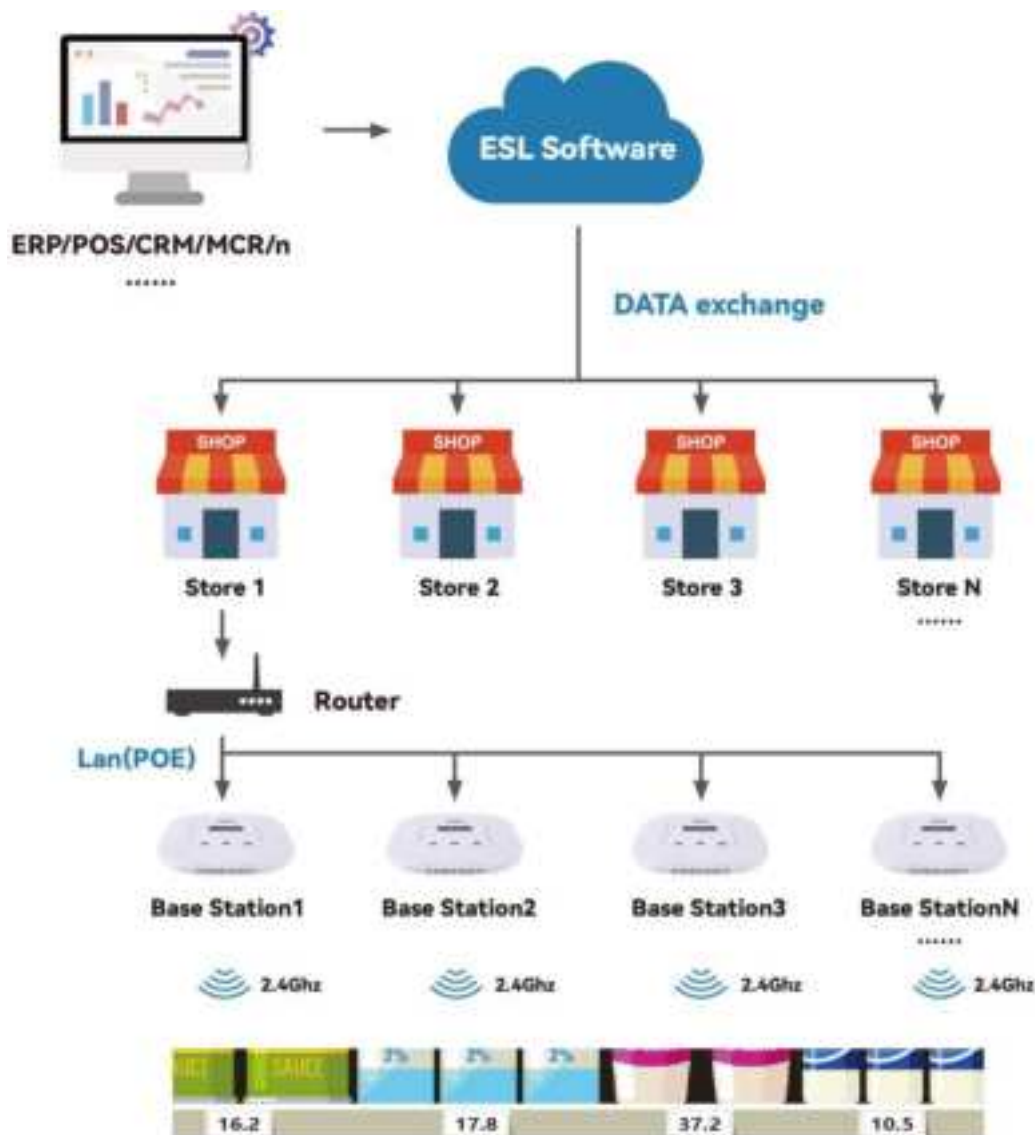 ESL Software
ERP/POS/CRM/MCR/n
......
DATA exchange
SHOP SHOP SHOP SHOP
Store 1 Store 2 Store 3 Store N
......
Router
Lan(POE)
Base Station1 Base Station2 Base Station3 Base StationN
......
2.4Ghz 2.4Ghz 2.4Ghz 2.4Ghz
SAUCE 2% 2% 2%
16.2 17.8 37.2 10.5